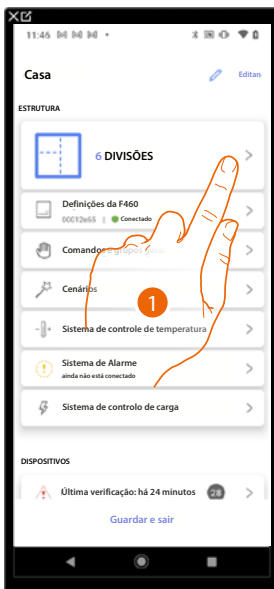 11:46
Casa
Editan
ESTRUTURA
6 DIVISÕES
Definições da F460
00012e65 | Conectado
Comandos e grupos
Cenários
1
Sistema de controle de temperatura
Sistema de Alarme
ainda não está conectado
Sistema de controlo de carga
DISPOSITIVOS
Última verificação: há 24 minutos
28
Guardar e sair